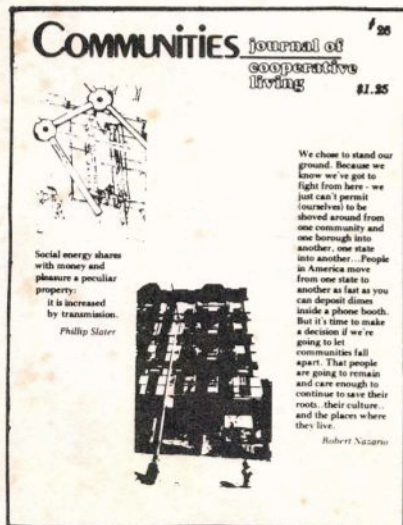 COMMUNITIES journal of
cooperative
living
#26
$1.25
We chose to stand our
ground. Because we
know we've got to
fight from here - we
just can't permit
(ourselves) to be
shoved around from
one community and
one borough into
another, one state
into another...People
in America move
from one state to
another as fast as you
can deposit dimes
inside a phone booth.
But it's time to make
a decision if we're
going to let
communities fall
apart. That people
are going to remain
and care enough to
continue to save their
roots..their culture..
and the places where
they live.
Robert Nazario
Social energy shares
with money and
pleasure a peculiar
property:
it is increased
by transmission.
Phillip Slater